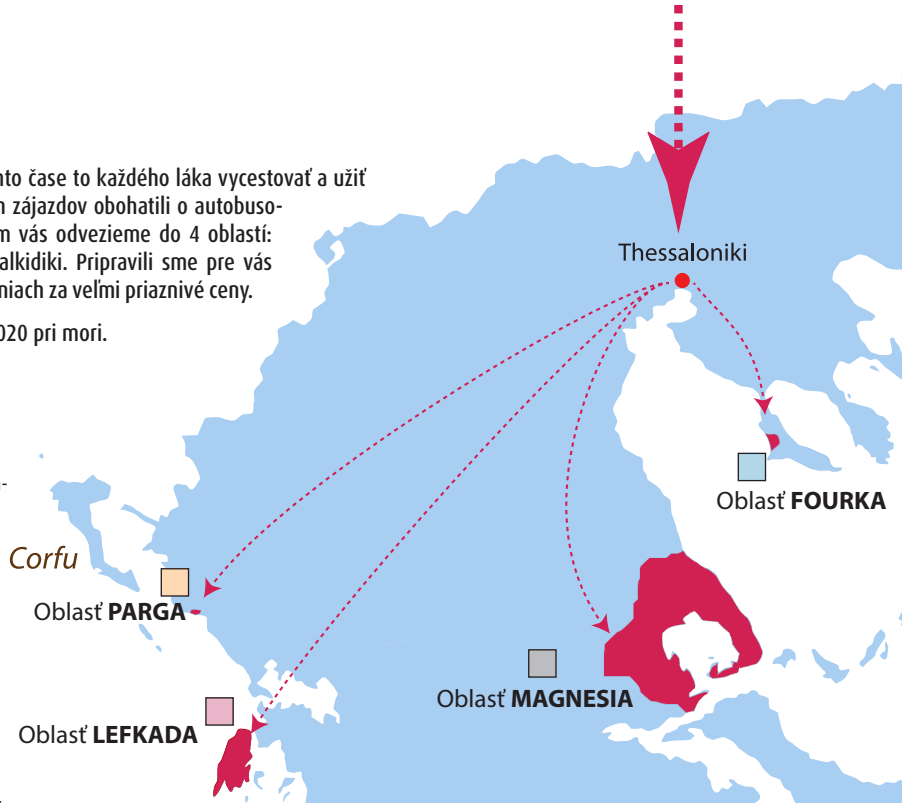 nto čase to každého láka vycestovať a užiť
n zájazdov obohatili o autobuso-
m vás odvezieme do 4 oblastí:
alkidiki. Pripravili sme pre vás
niach za veľmi priaznivé ceny.
020 pri mori.
Thessaloniki
Oblasť FOURKA
Corfu
Oblasť PARGA
Oblasť MAGNESIA
Oblasť LEFKADA